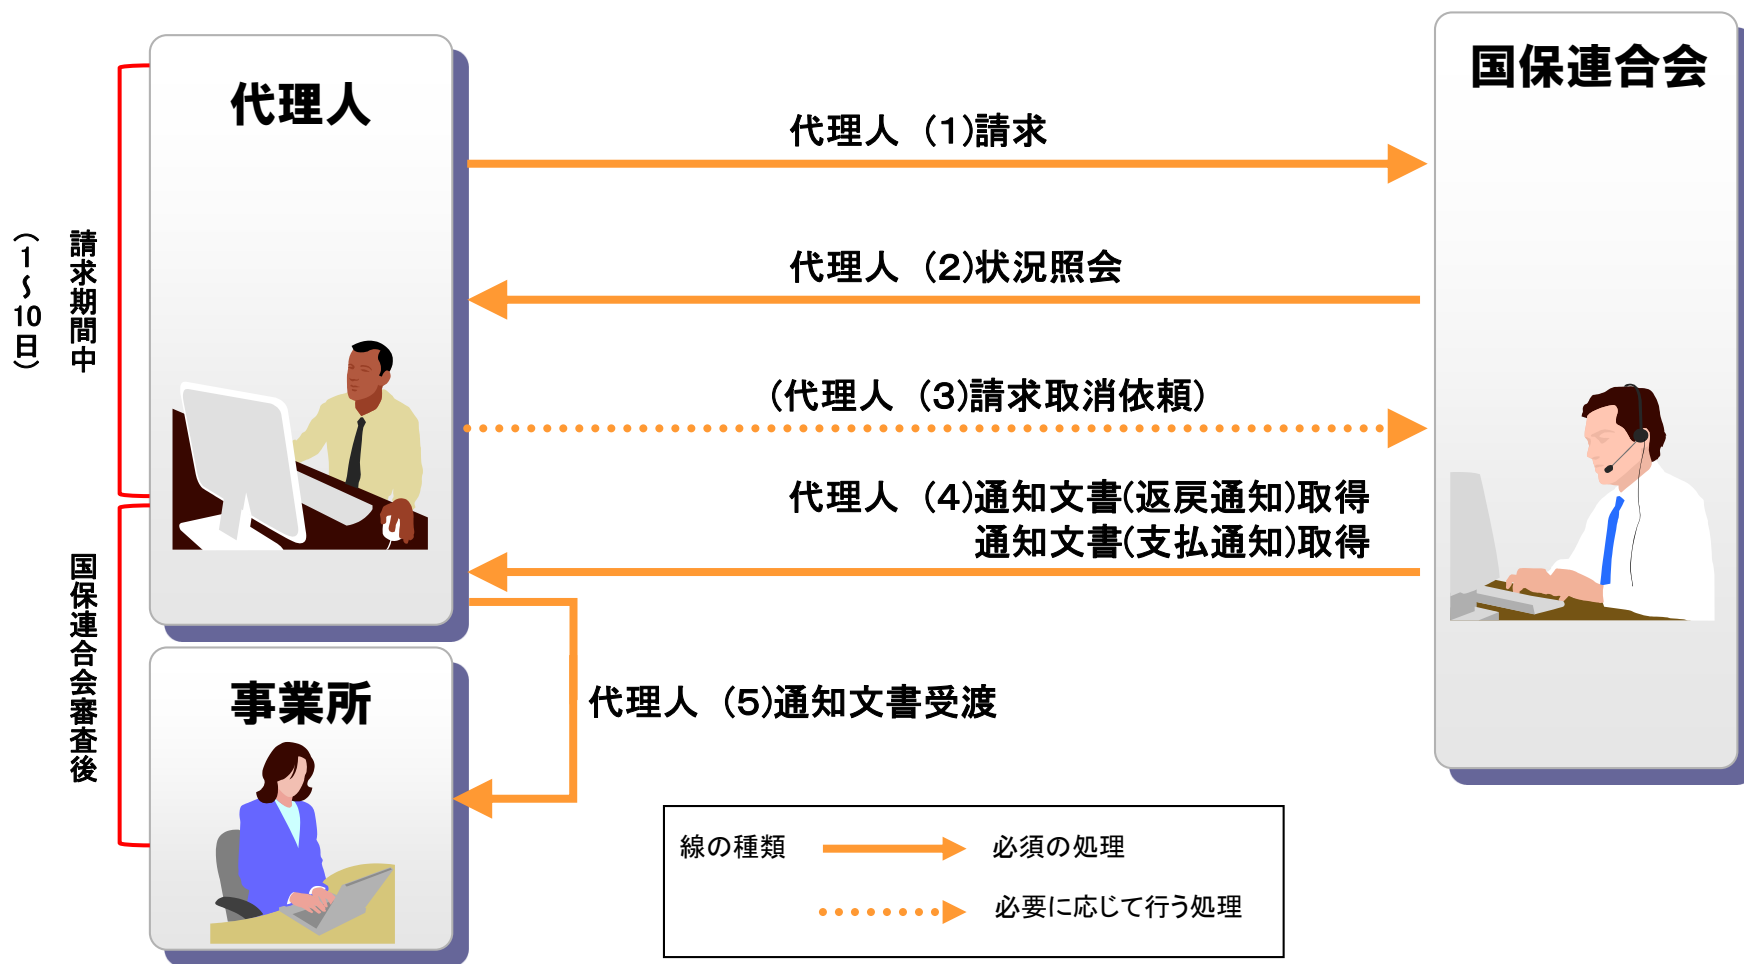 代理人
国保連合会
代理人 (1)請求
代理人 (2)状況照会
(代理人 (3)請求取消依頼)
代理人 (4)通知文書(返戻通知)取得
通知文書(支払通知)取得
請求期間中
(1～10日)
国保連合会審査後
事業所
代理人 (5)通知文書受渡
線の種類 必須の処理
必要に応じて行う処理